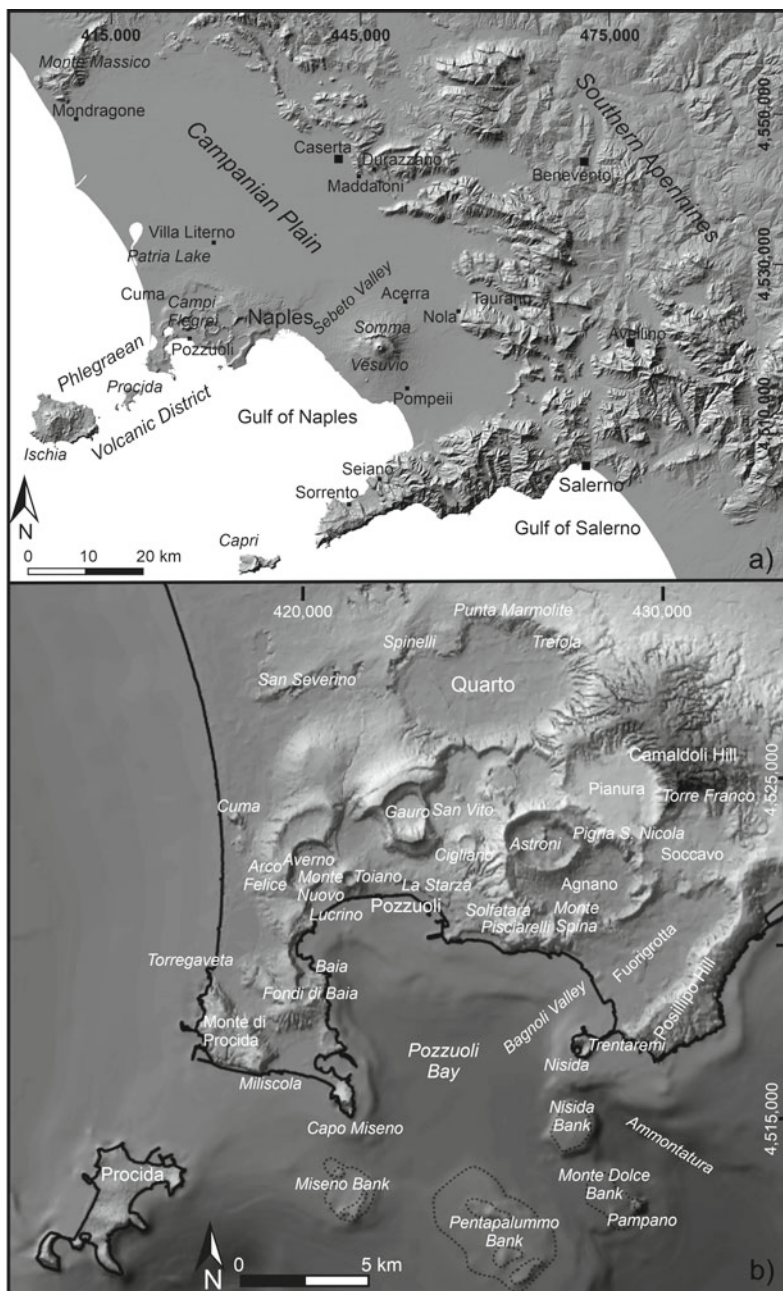 415,000 445,000 475,000
Monte Massico
Mondragone
Southern Apennines
4,550,000
Campanian Plain
Caserta
Durazzano
Maddaloni
Benevento
Villa Literno
Patria Lake
4,530,000
Cuma
Campi
Flegrei
Naples
Sebeto Valley
Acerra
Nola
Taurano
Somma
Vesuvio
Avellino
Pozzuoli
Phlegraean
Volcanic District
Procida
Ischia
Pompeii
4,510,000
Gulf of Naples
Seiano
Sorrento
Salerno
Gulf of Salerno
Capri
N
0 10 20 km
a)
420,000 430,000
Punta Marmolite
Spinelli
Trefola
San Severino
Quarto
Camaldoli Hill
4,525,000
Pianura
Torre Franco
Cuma
Gauro
San Vito
Pigna S. Nicola
Astroni
Soccavo
Averno
Cigliano
Arco
Felice
Monte
Nuovo
Toiano
La Starza
Agnano
Lucrino
Pozzuoli
Solfatara
Monte
Spina
Pisciarelli
Fuorigrotta
Torregaveta
Baia
Fondi di Baia
Posillipo Hill
Bagnoli Valley
Monte di
Procida
Pozzuoli
Bay
Trentaremi
Nisida
Miliscola
Nisida
Bank
4,515,000
Capo Miseno
Ammontatura
Procida
Miseno Bank
Monte Dolce
Bank
Pentapalummo
Bank
Pampano
N
0 5 km
b)